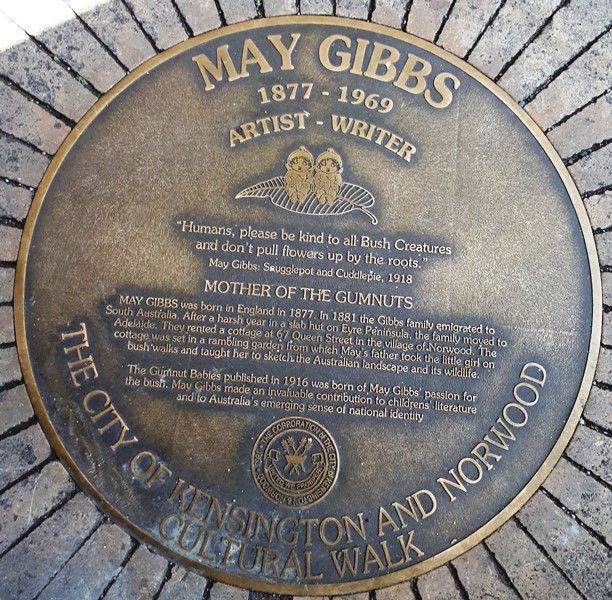 MAY GIBBS
1877 - 1969
ARTIST - WRITER
"Humans, please be kind to all Bush Creatures
and don't pull flowers up by the roots."
May Gibbs: Snugglepot and Cuddlepie, 1918
MOTHER OF THE GUMNUTS
MAY GIBBS was born in England in 1877. In 1881 the Gibbs family emigrated to
South Australia. After a harsh year in a slab hut on Eyre Peninsula, the family moved to
Adelaide. They rented a cottage at 67 Queen Street in the village of Norwood. The
cottage was set in a rambling garden from which May's father took the little girl on
bush walks and taught her to sketch the Australian landscape and its wildlife.
The Gumnut Babies published in 1916 was born of May Gibbs' passion for
the bush. May Gibbs made an invaluable contribution to childrens' literature
and to Australia's emerging sense of national identity
THE CORPORATION OF THE CITY
THE CITY OF KENSINGTON AND NORWOOD
CULTURAL WALK